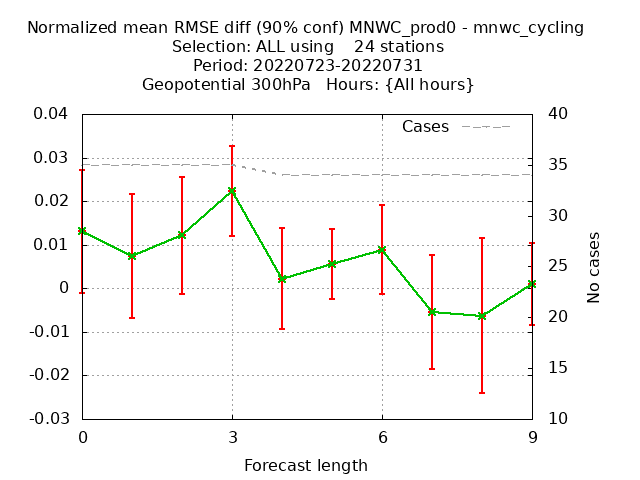 Normalized mean RMSE diff (90% conf) MNWC_prod0 - mnwc_cycling
Selection: ALL using    24 stations
Period: 20220723-20220731
Geopotential 300hPa   Hours: {All hours}
0.04
0.03
0.02
0.01
0
-0.01
-0.02
-0.03
Cases
40
35
30
25
20
15
10
No cases
0
3
6
9
Forecast length